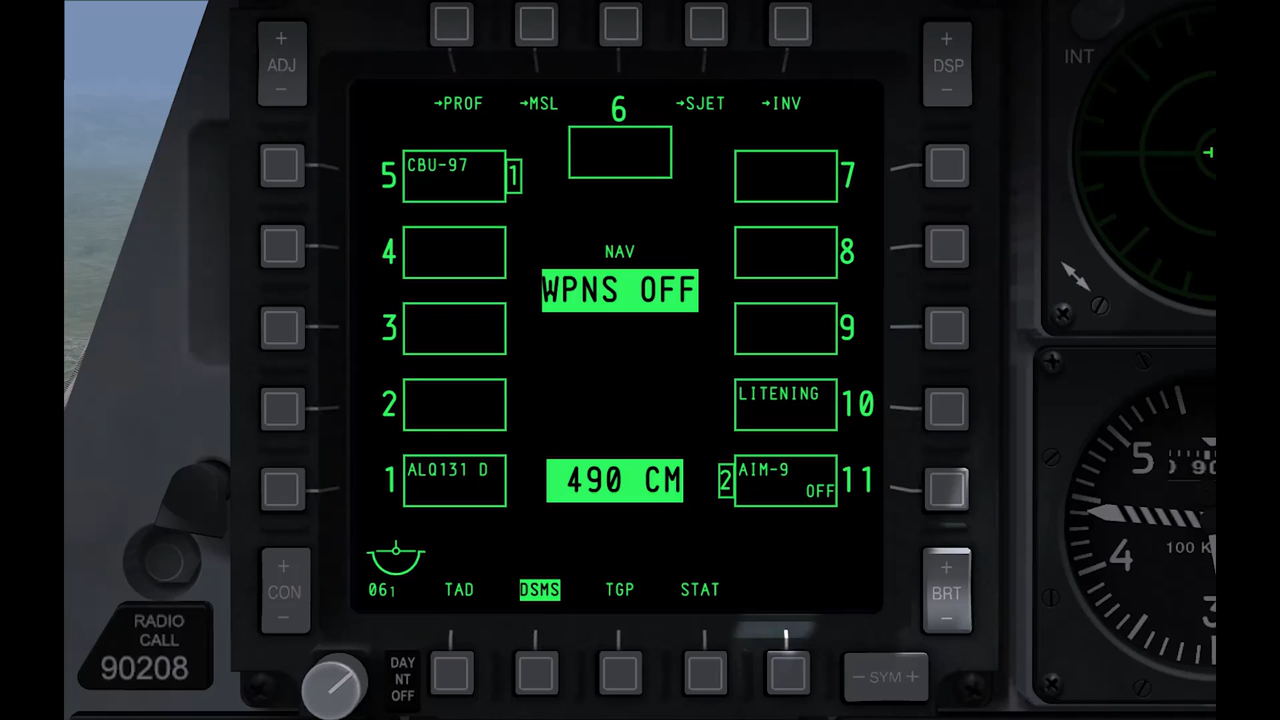 ADJ
DSP
INT
→PROF →MSL 6 →SJET →INV
5 CBU-97 1
7
4
8
NAV
WPNS OFF
3
9
2
LITENING 10
1 ALQ131 D
490 CM
2 AIM-9 OFF 11
061 TAD DSMS TGP STAT
CON
BRT
RADIO
CALL
90208
DAY
NT
OFF
- SYM +
5
4
100 K
3